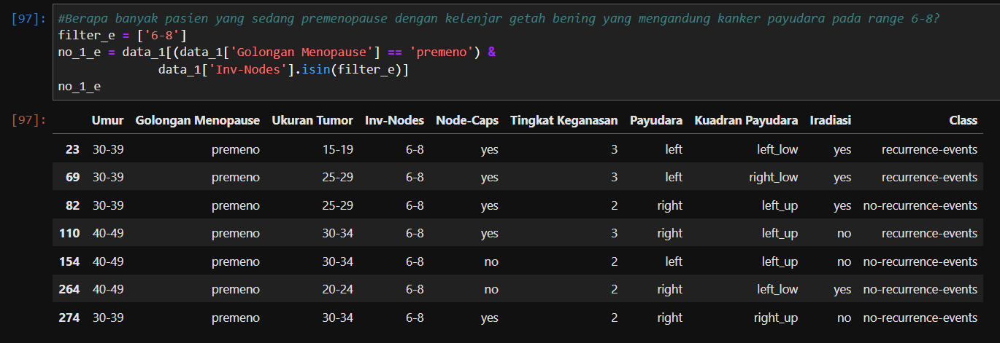 [97]: #Berapa banyak pasien yang sedang premenopause dengan kelenjar getah bening yang mengandung kanker payudara pada range 6-8?
filter_e = ['6-8']
no_1_e = data_1[(data_1['Golongan Menopause'] == 'premeno') &
data_1['Inv-Nodes'].isin(filter_e)]
no_1_e
[97]: Umur Golongan Menopause Ukuran Tumor Inv-Nodes Node-Caps Tingkat Keganasan Payudara Kuadran Payudara Iradiasi Class
23 30-39 premeno 15-19 6-8 yes 3 left left_low yes recurrence-events
69 30-39 premeno 25-29 6-8 yes 3 left right_low yes recurrence-events
82 30-39 premeno 25-29 6-8 yes 2 right left_up yes no-recurrence-events
110 40-49 premeno 30-34 6-8 yes 3 right left_up no recurrence-events
154 40-49 premeno 30-34 6-8 no 2 left left_up no no-recurrence-events
264 40-49 premeno 20-24 6-8 no 2 right left_low yes no-recurrence-events
274 30-39 premeno 30-34 6-8 yes 2 right right_up no no-recurrence-events